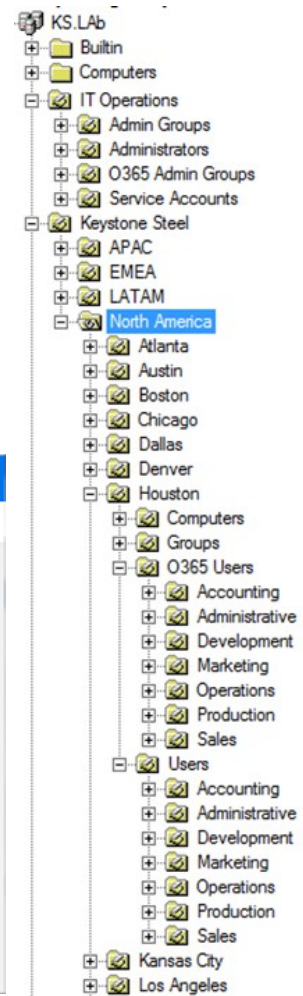 KS.LAb
Builtin
Computers
IT Operations
Admin Groups
Administrators
O365 Admin Groups
Service Accounts
Keystone Steel
APAC
EMEA
LATAM
North America
Atlanta
Austin
Boston
Chicago
Dallas
Denver
Houston
Computers
Groups
O365 Users
Accounting
Administrative
Development
Marketing
Operations
Production
Sales
Users
Accounting
Administrative
Development
Marketing
Operations
Production
Sales
Kansas City
Los Angeles